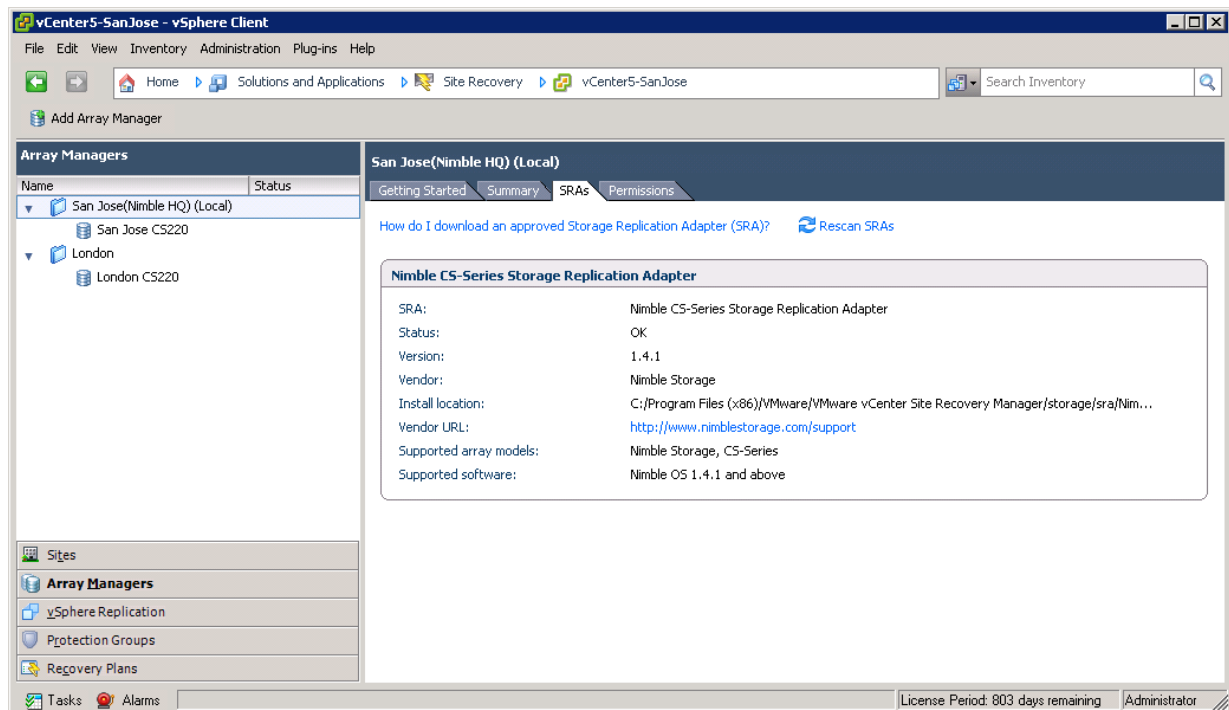 vCenter5-SanJose - vSphere Client
File Edit View Inventory Administration Plug-ins Help
Home Solutions and Applications Site Recovery vCenter5-SanJose Search Inventory
Add Array Manager
Array Managers
Name Status
San Jose(Nimble HQ) (Local)
San Jose CS220
London
London CS220
Sites
Array Managers
vSphere Replication
Protection Groups
Recovery Plans
San Jose(Nimble HQ) (Local)
Getting Started Summary SRAs Permissions
How do I download an approved Storage Replication Adapter (SRA)? Rescan SRAs
Nimble CS-Series Storage Replication Adapter
SRA: Nimble CS-Series Storage Replication Adapter
Status: OK
Version: 1.4.1
Vendor: Nimble Storage
Install location: C:/Program Files (x86)/VMware/VMware vCenter Site Recovery Manager/storage/sra/Nim...
Vendor URL: http://www.nimblestorage.com/support
Supported array models: Nimble Storage, CS-Series
Supported software: Nimble OS 1.4.1 and above
Tasks Alarms License Period: 803 days remaining Administrator